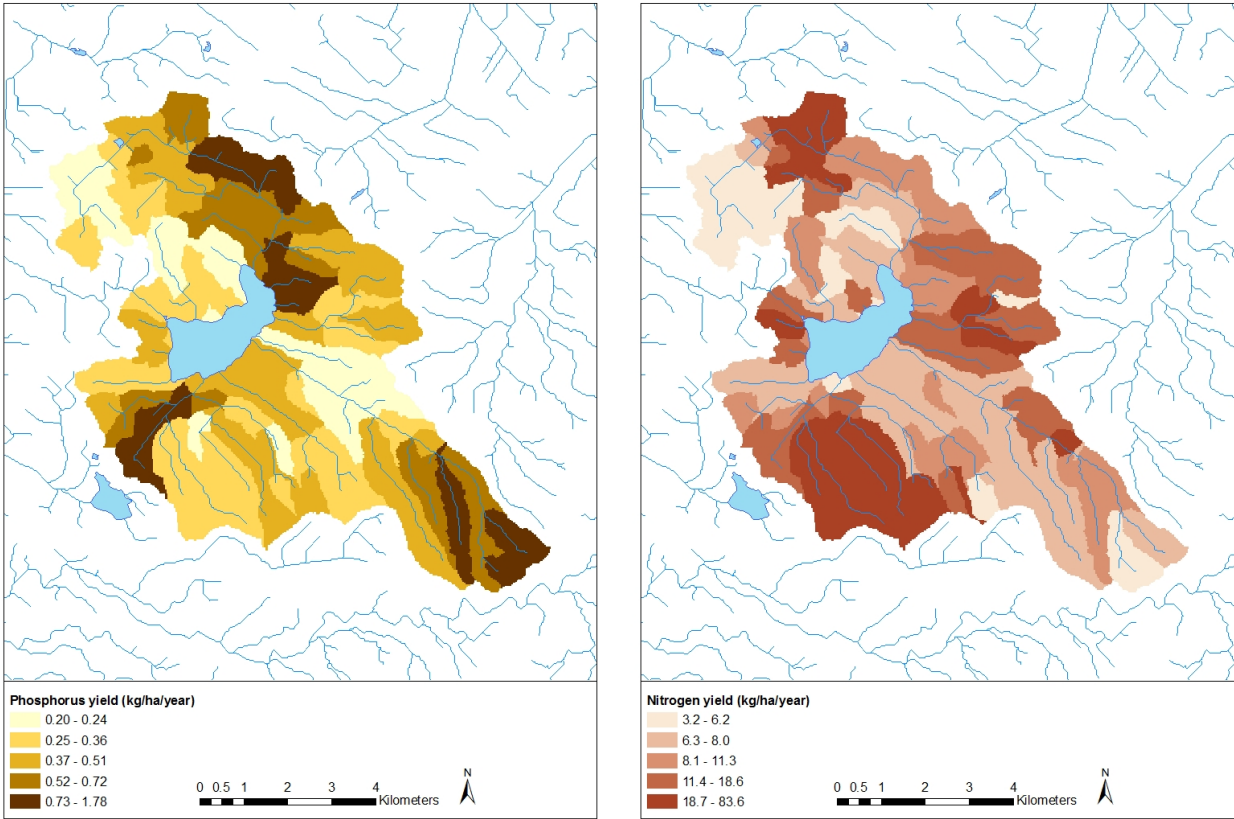 Phosphorus yield (kg/ha/year)
0.20 - 0.24
0.25 - 0.36
0.37 - 0.51
0.52 - 0.72
0.73 - 1.78
0 0.5 1 2 3 4
Kilometers
N
Nitrogen yield (kg/ha/year)
3.2 - 6.2
6.3 - 8.0
8.1 - 11.3
11.4 - 18.6
18.7 - 83.6
0 0.5 1 2 3 4
Kilometers
N